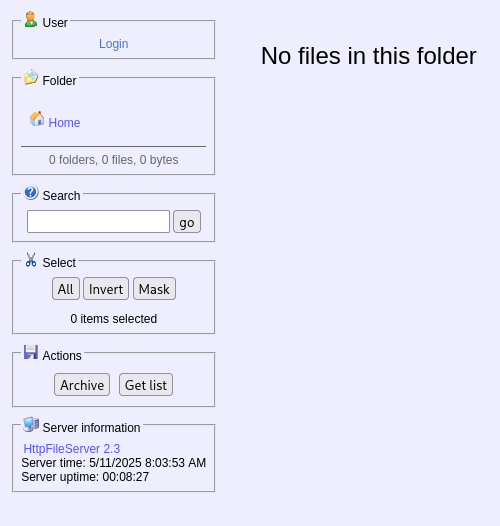 User
Login
Folder
Home
0 folders, 0 files, 0 bytes
Search
go
Select
All Invert Mask
0 items selected
Actions
Archive Get list
Server information
HttpFileServer 2.3
Server time: 5/11/2025 8:03:53 AM
Server uptime: 00:08:27
No files in this folder